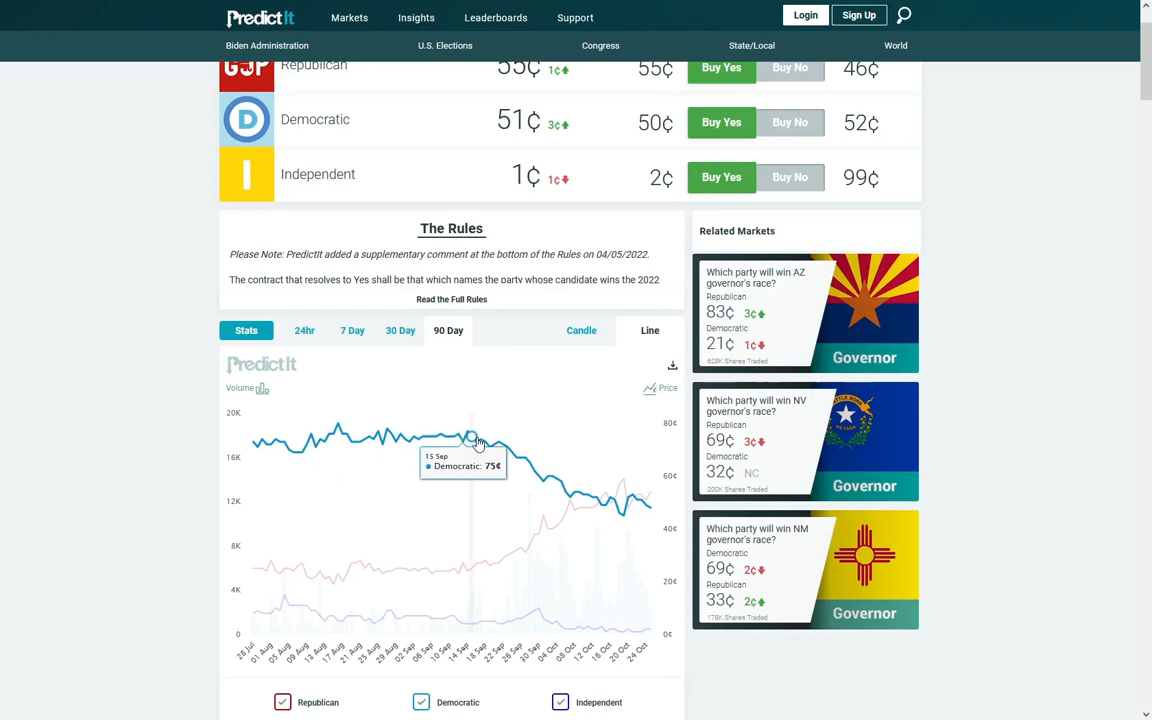 PredictIt
Markets
Insights
Leaderboards
Support
Login
Sign Up
Biden Administration
U.S. Elections
Congress
State/Local
World
GOP
Republican
55¢
1¢
55¢
Buy Yes
Buy No
46¢
D
Democratic
51¢
3¢
50¢
Buy Yes
Buy No
52¢
I
Independent
1¢
1¢
2¢
Buy Yes
Buy No
99¢
The Rules
Please Note: PredictIt added a supplementary comment at the bottom of the Rules on 04/05/2022.
The contract that resolves to Yes shall be that which names the party whose candidate wins the 2022
Read the Full Rules
Stats
24hr
7 Day
30 Day
90 Day
Candle
Line
PredictIt
Volume
Price
20K
16K
12K
8K
4K
0
80¢
60¢
40¢
20¢
0¢
15 Sep
Democratic: 75¢
28 Jul
01 Aug
05 Aug
09 Aug
13 Aug
17 Aug
21 Aug
25 Aug
29 Aug
02 Sep
06 Sep
10 Sep
14 Sep
18 Sep
22 Sep
26 Sep
30 Sep
04 Oct
08 Oct
12 Oct
16 Oct
20 Oct
24 Oct
Republican
Democratic
Independent
Related Markets
Which party will win AZ
governor's race?
Republican
83¢ 3¢
Democratic
21¢ 1¢
628K Shares Traded
Governor
Which party will win NV
governor's race?
Republican
69¢ 3¢
Democratic
32¢ NC
200K Shares Traded
BATTLE BORN
NEVADA
Governor
Which party will win NM
governor's race?
Democratic
69¢ 2¢
Republican
33¢ 2¢
178K Shares Traded
Governor